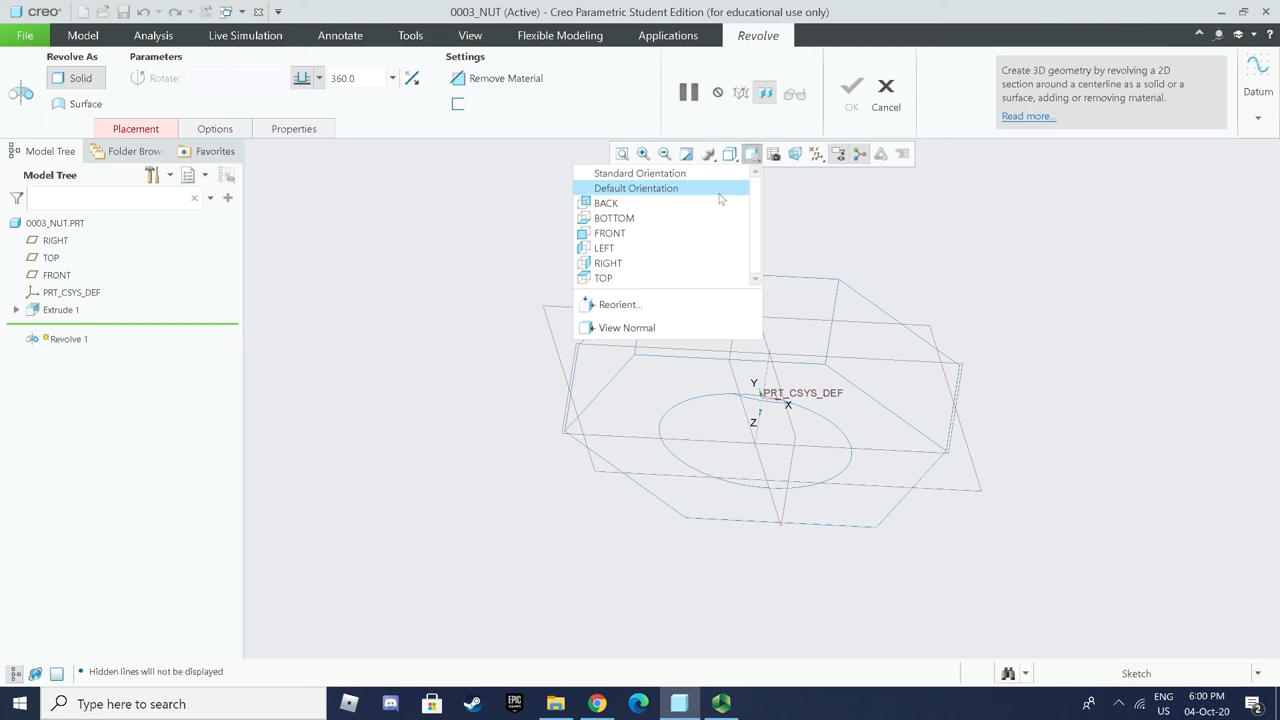 0003_NUT (Active) - Creo Parametric Student Edition (for educational use only)
File Model Analysis Live Simulation Annotate Tools View Flexible Modeling Applications Revolve
Revolve As
Solid
Surface
Parameters
Rotate:
360.0
Settings
Remove Material
OK
Cancel
Create 3D geometry by revolving a 2D
section around a centerline as a solid or
surface, adding or removing material.
Read more...
Datum
Placement Options Properties
Model Tree Folder Brow Favorites
Model Tree
0003_NUT.PRT
RIGHT
TOP
FRONT
PRT_CSYS_DEF
Extrude 1
Revolve 1
Standard Orientation
Default Orientation
BACK
BOTTOM
FRONT
LEFT
RIGHT
TOP
Reorient...
View Normal
Y
PRT_CSYS_DEF
X
Z
Hidden lines will not be displayed
Sketch
Type here to search
EPIC
GAMES
ENG
US
6:00 PM
04-Oct-20
2